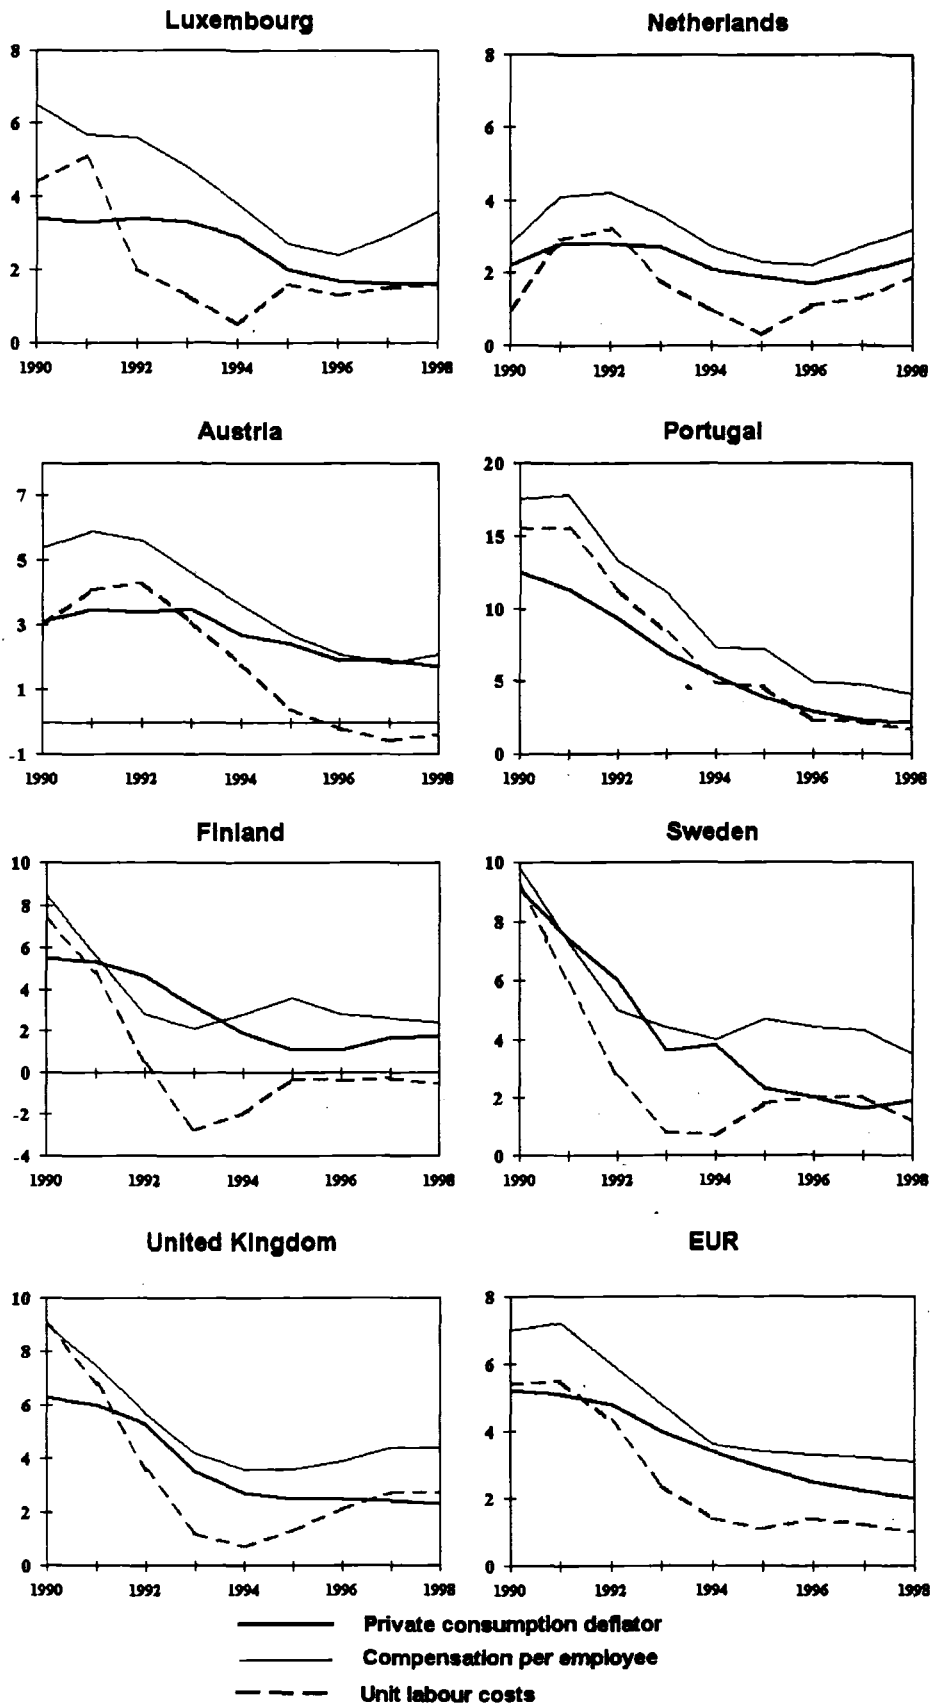 Luxembourg
8
6
4
2
0
1990 1992 1994 1996 1998
Netherlands
8
6
4
2
0
1990 1992 1994 1996 1998
Austria
7
5
3
1
-1
1990 1992 1994 1996 1998
Portugal
20
15
10
5
0
1990 1992 1994 1996 1998
Finland
10
8
6
4
2
0
-2
-4
1990 1992 1994 1996 1998
Sweden
10
8
6
4
2
0
1990 1992 1994 1996 1998
United Kingdom
10
8
6
4
2
0
1990 1992 1994 1996 1998
EUR
8
6
4
2
0
1990 1992 1994 1996 1998
Private consumption deflator
Compensation per employee
Unit labour costs